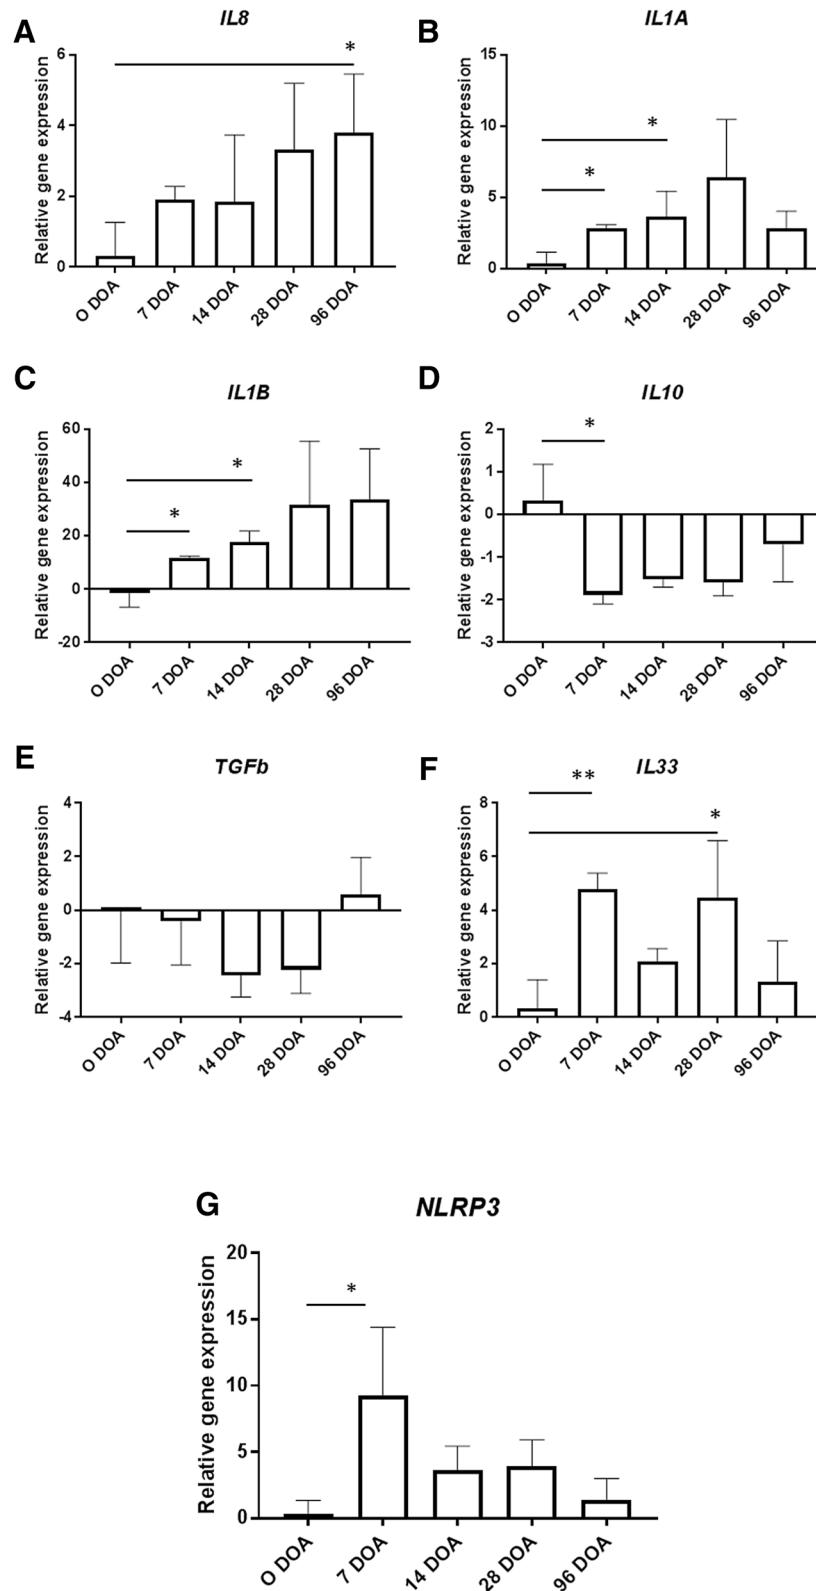 A
IL8
Relative gene expression
6
4
2
0
*
O DOA
7 DOA
14 DOA
28 DOA
96 DOA
B
IL1A
Relative gene expression
15
10
5
0
*
*
O DOA
7 DOA
14 DOA
28 DOA
96 DOA
C
IL1B
Relative gene expression
60
40
20
0
-20
*
*
O DOA
7 DOA
14 DOA
28 DOA
96 DOA
D
IL10
Relative gene expression
2
1
0
-1
-2
-3
*
O DOA
7 DOA
14 DOA
28 DOA
96 DOA
E
TGFb
Relative gene expression
4
2
0
-2
-4
O DOA
7 DOA
14 DOA
28 DOA
96 DOA
F
IL33
Relative gene expression
8
6
4
2
0
**
*
O DOA
7 DOA
14 DOA
28 DOA
96 DOA
G
NLRP3
Relative gene expression
20
15
10
5
0
*
O DOA
7 DOA
14 DOA
28 DOA
96 DOA